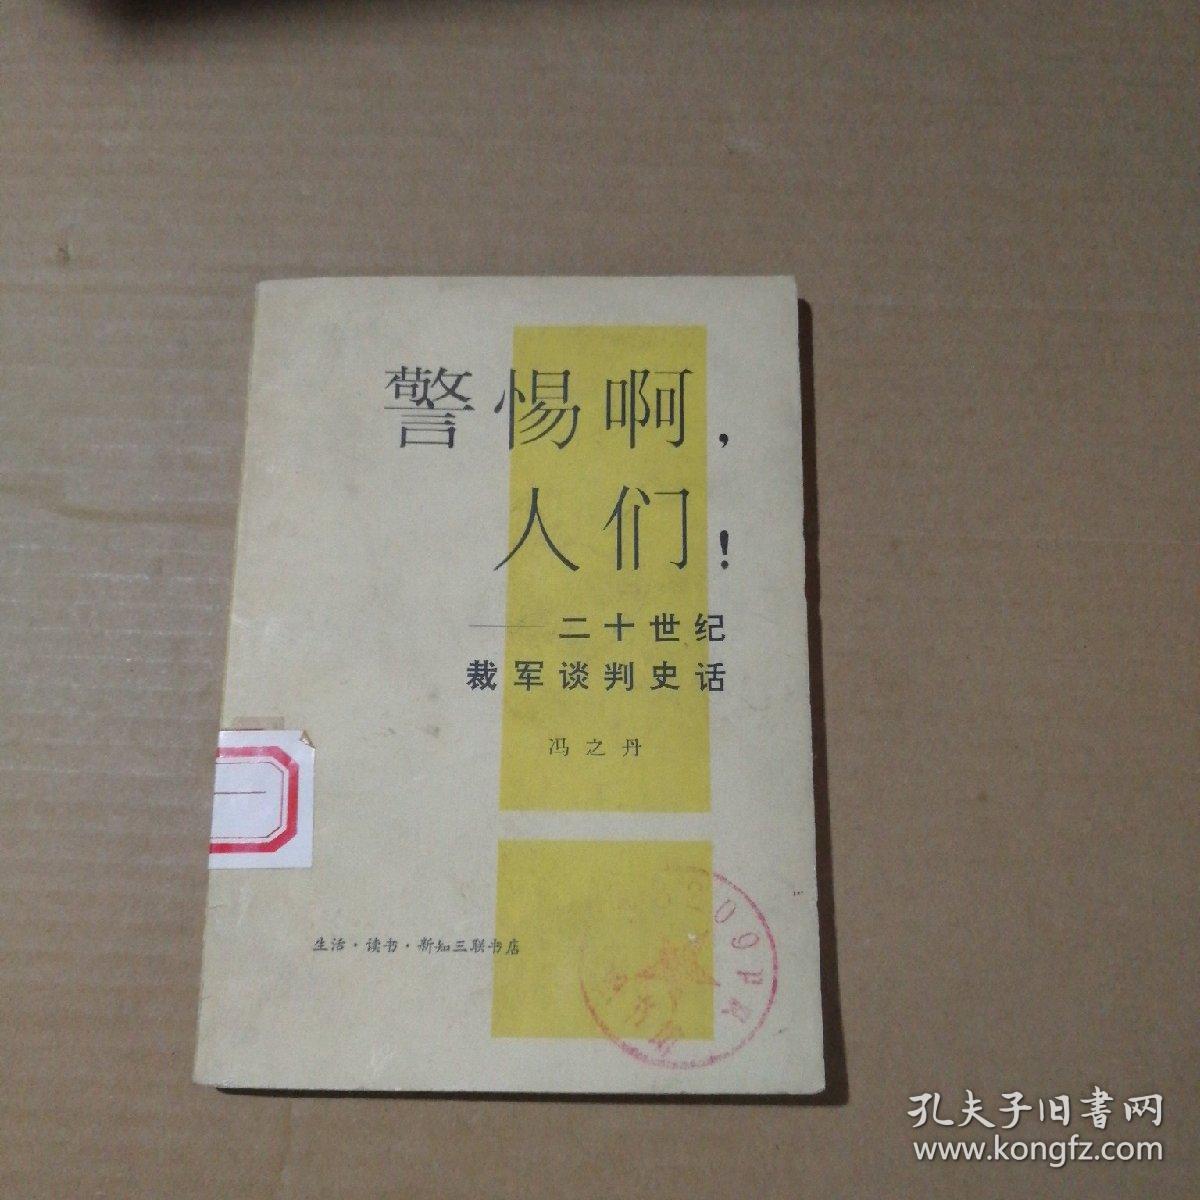 警惕啊，
人们！
——二十世纪
裁军谈判史话
冯之丹
生活·读书·新知三联书店
孔夫子旧書网
www.kongfz.com